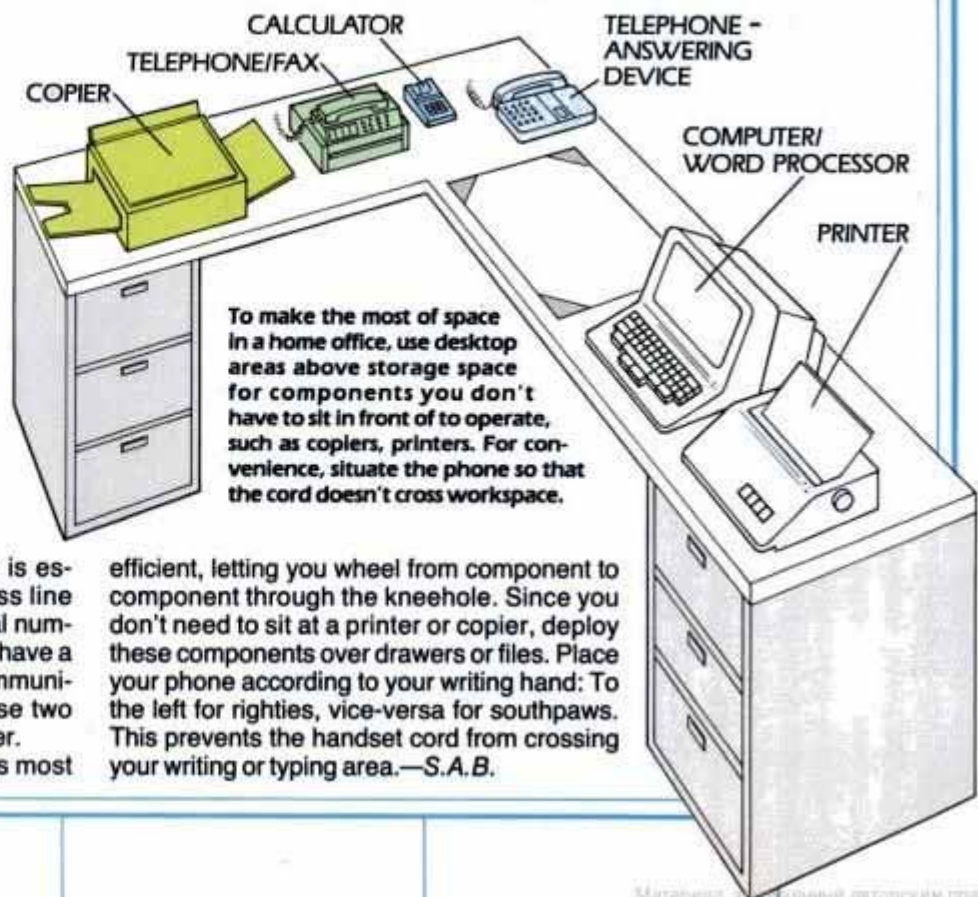 CALCULATOR
TELEPHONE/FAX
COPIER
TELEPHONE -
ANSWERING
DEVICE
COMPUTER/
WORD PROCESSOR
PRINTER
To make the most of space
in a home office, use desktop
areas above storage space
for components you don't
have to sit in front of to operate,
such as copiers, printers. For con-
venience, situate the phone so that
the cord doesn't cross workspace.
is es-
ss line
al num-
have a
mmuni-
se two
er.
s most
efficient, letting you wheel from component to
component through the kneehole. Since you
don't need to sit at a printer or copier, deploy
these components over drawers or files. Place
your phone according to your writing hand: To
the left for righties, vice-versa for southpaws.
This prevents the handset cord from crossing
your writing or typing area.—S.A.B.
Материал,
авторским